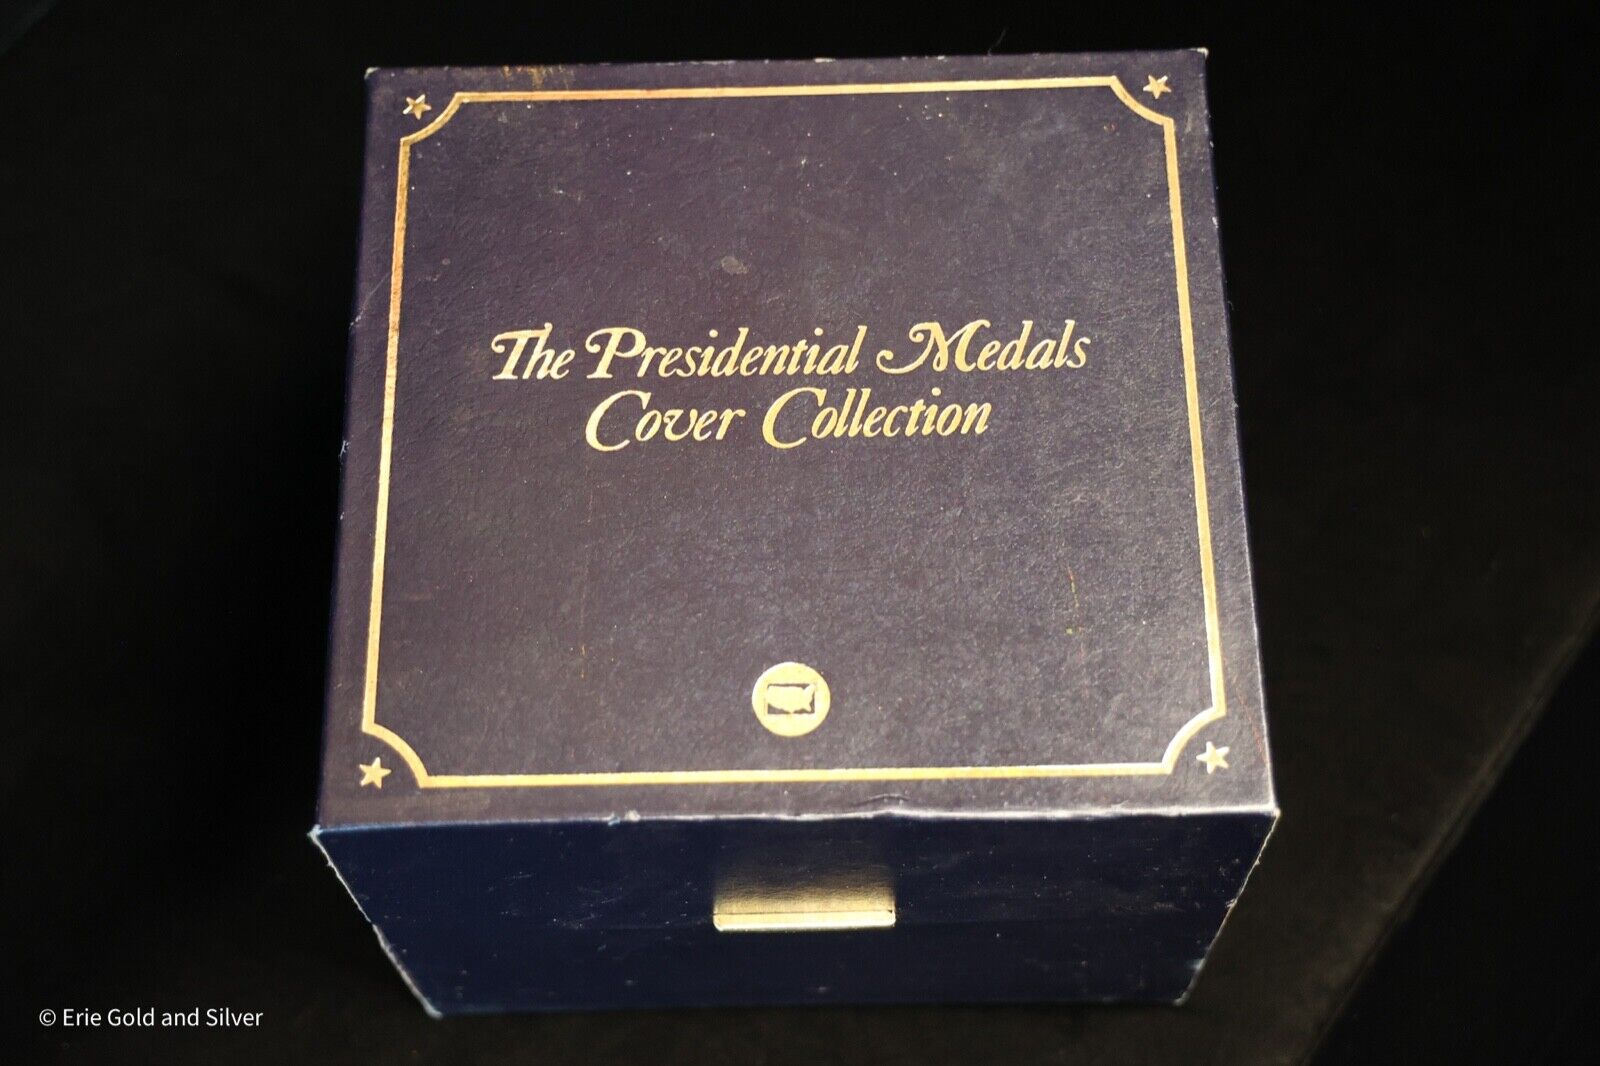 The Presidential Medals
Cover Collection
© Erie Gold and Silver